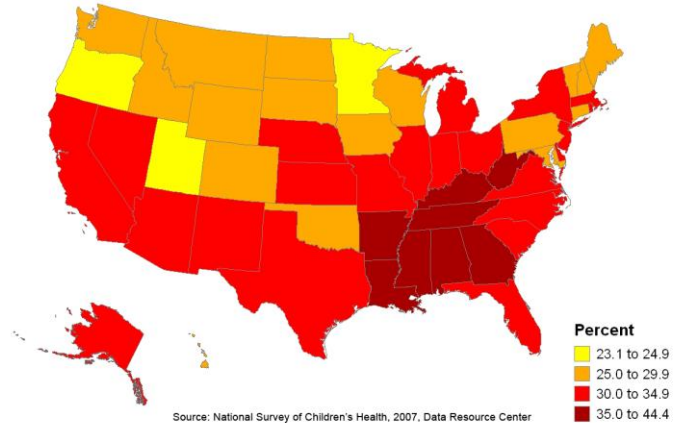 Percent
23.1 to 24.9
25.0 to 29.9
30.0 to 34.9
35.0 to 44.4
Source: National Survey of Children's Health, 2007, Data Resource Center